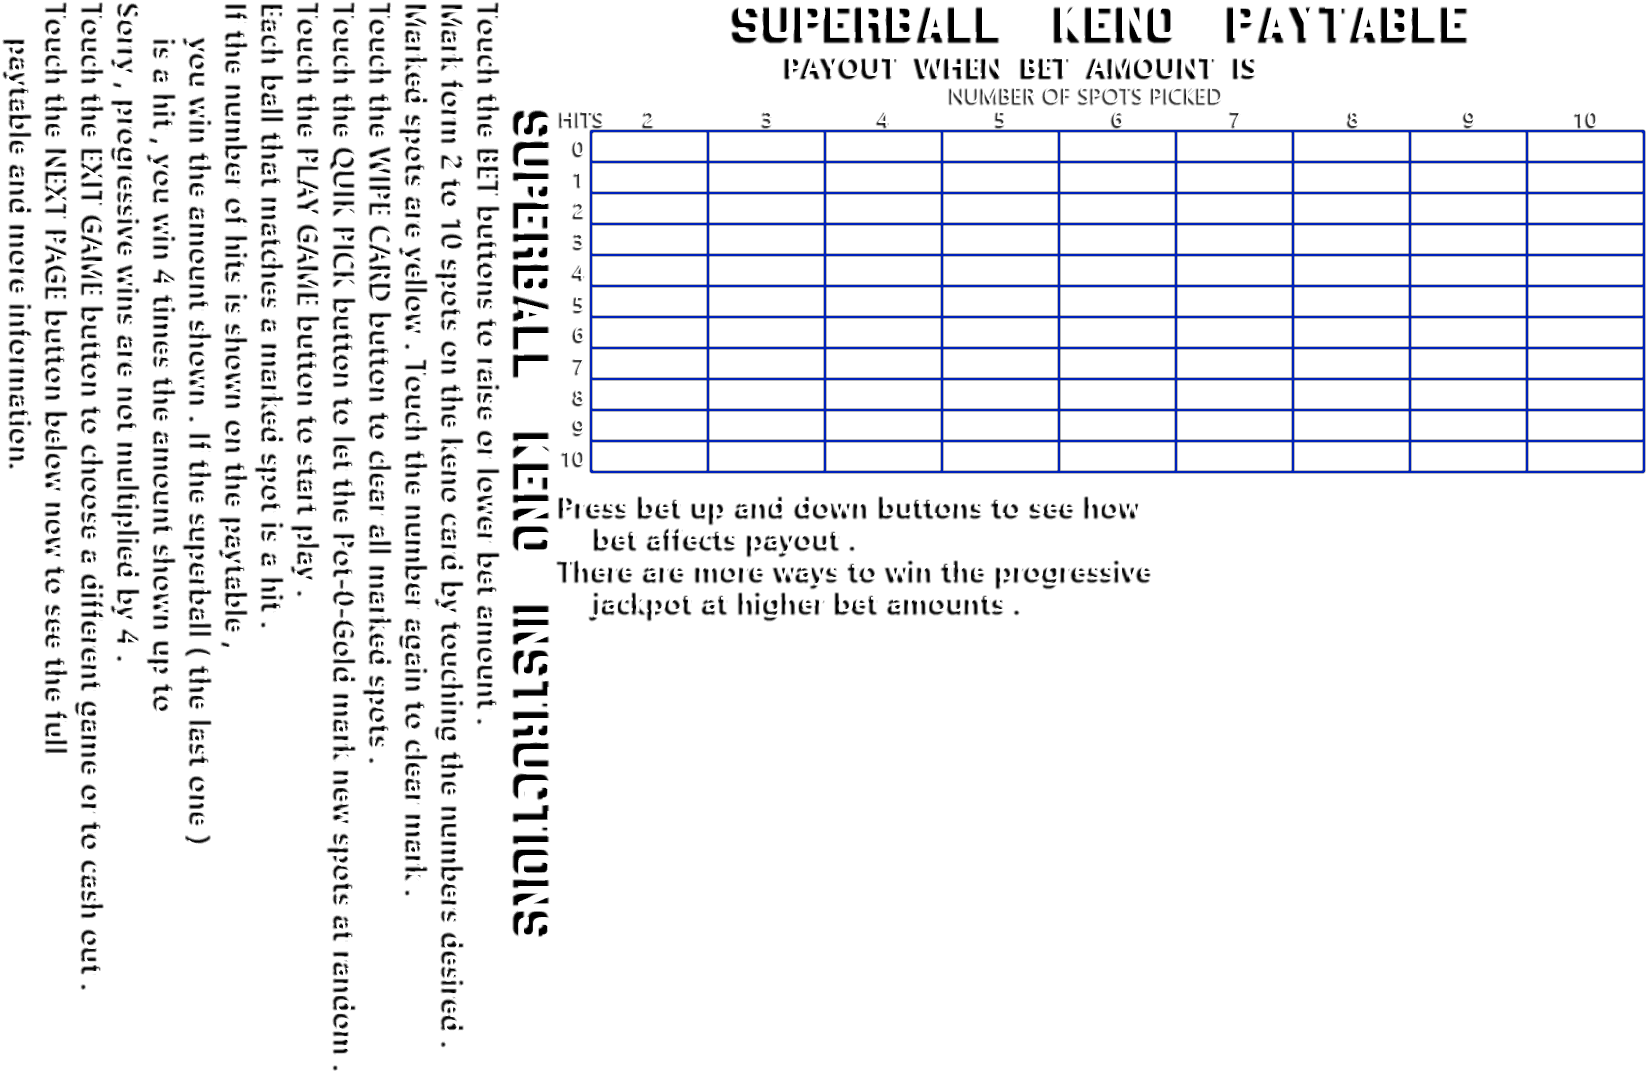 SUPERBALL KENO PAYTABLE
PAYOUT WHEN BET AMOUNT IS
NUMBER OF SPOTS PICKED
HITS 2 3 4 5 6 7 8 9 10
0
1
2
3
4
5
6
7
8
9
10
Press bet up and down buttons to see how
bet affects payout .
There are more ways to win the progressive
jackpot at higher bet amounts .
SUPERBALL KENO INSTRUCTIONS
Touch the BET buttons to raise or lower bet amount .
Mark form 2 to 10 spots on the keno card by touching the numbers desired .
Marked spots are yellow . Touch the number again to clear mark .
Touch the WIPE CARD button to clear all marked spots .
Touch the QUIK PICK button to let the Pot-O-Gold mark new spots at random .
Touch the PLAY GAME button to start play .
Each ball that matches a marked spot is a hit .
If the number of hits is shown on the paytable ,
you win the amount shown . If the superball ( the last one )
is a hit , you win 4 times the amount shown up to
Sorry , progressive wins are not multiplied by 4 .
Touch the EXIT GAME button to choose a different game or to cash out .
Touch the NEXT PAGE button below now to see the full
paytable and more information.